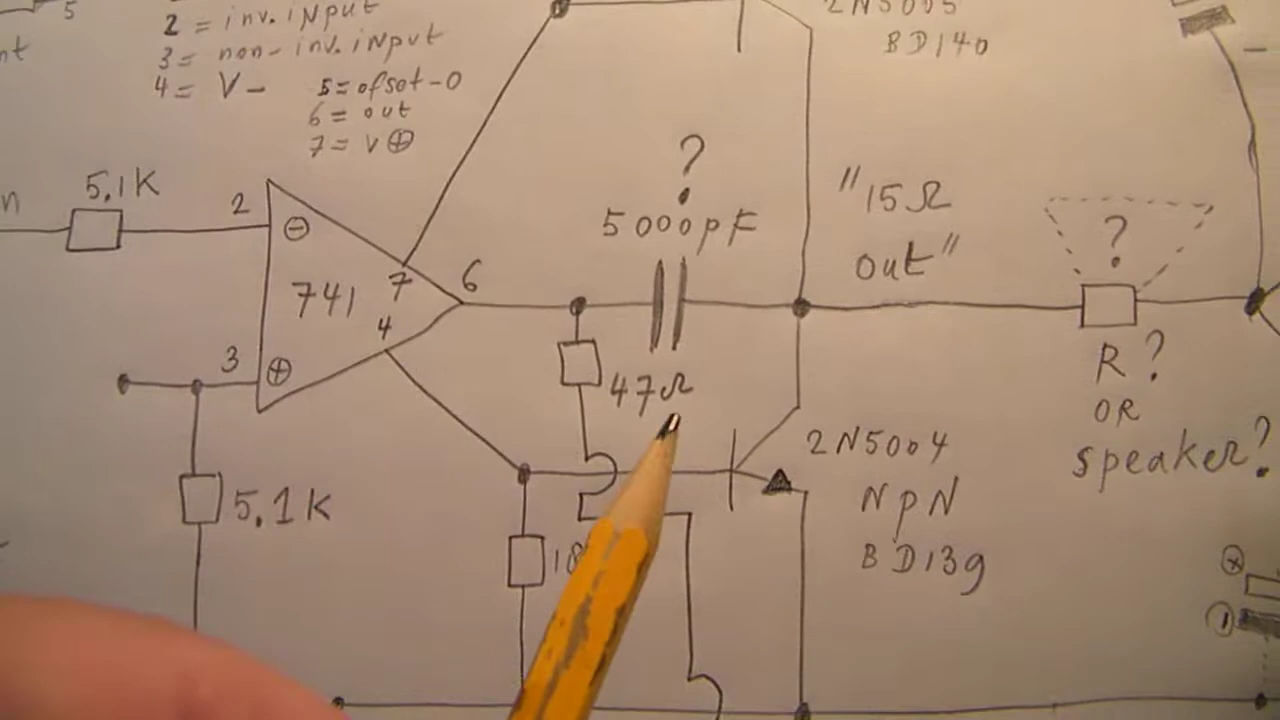 5
2 = inv. iNput
3 = non-inv. iNput
4 = V -
5 = ofset-0
6 = out
7 = v ⊕
2N5005
BD140
5.1K
2
⊖
741
7
4
6
3
⊕
?
5000pF
"15Ω
out"
47Ω
5.1K
18
2N5004
NpN
BD139
?
R?
OR
speaker?